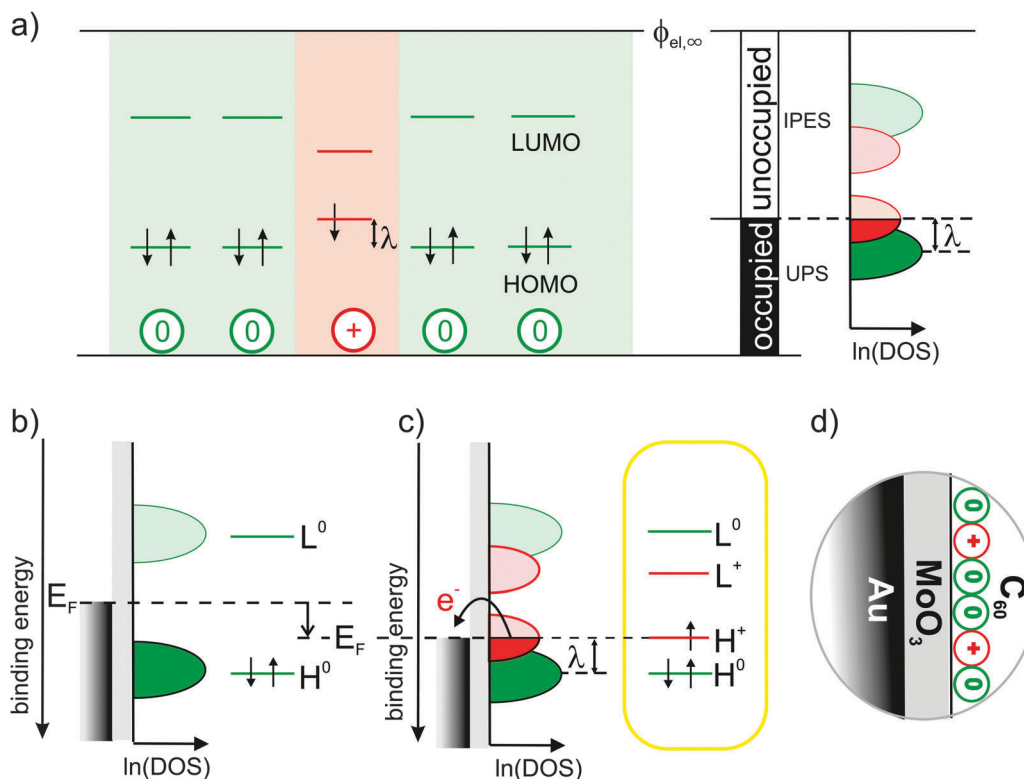 a)
ϕel,∞
LUMO
λ
HOMO
0
0
+
0
0
unoccupied
occupied
IPES
UPS
λ
ln(DOS)
b)
binding energy
EF
L⁰
EF
H⁰
ln(DOS)
c)
binding energy
e⁻
λ
L⁰
L⁺
H⁺
H⁰
ln(DOS)
d)
Au
MoO₃
C₆₀
0
+
0
0
+
0